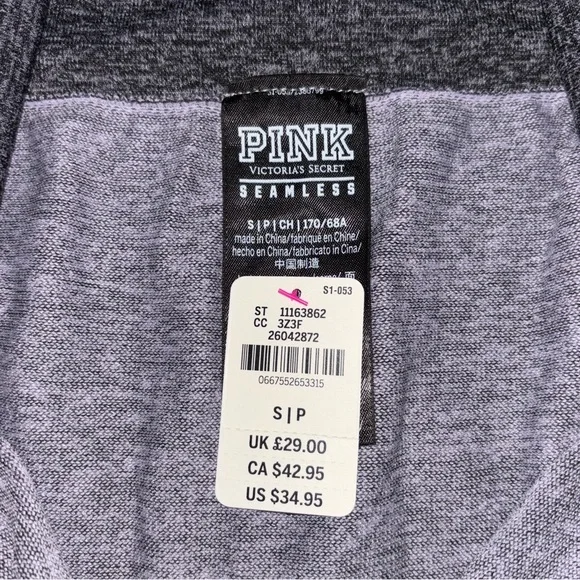 PINK
VICTORIA'S SECRET
SEAMLESS
S|P|CH|170/68A
made in China/fabriqué en Chine/
hecho en China/fabbricato in Cina/
中国制造
S1-053
ST 11163862
CC 3Z3F
26042872
0667552653315
S|P
UK £29.00
CA $42.95
US $34.95